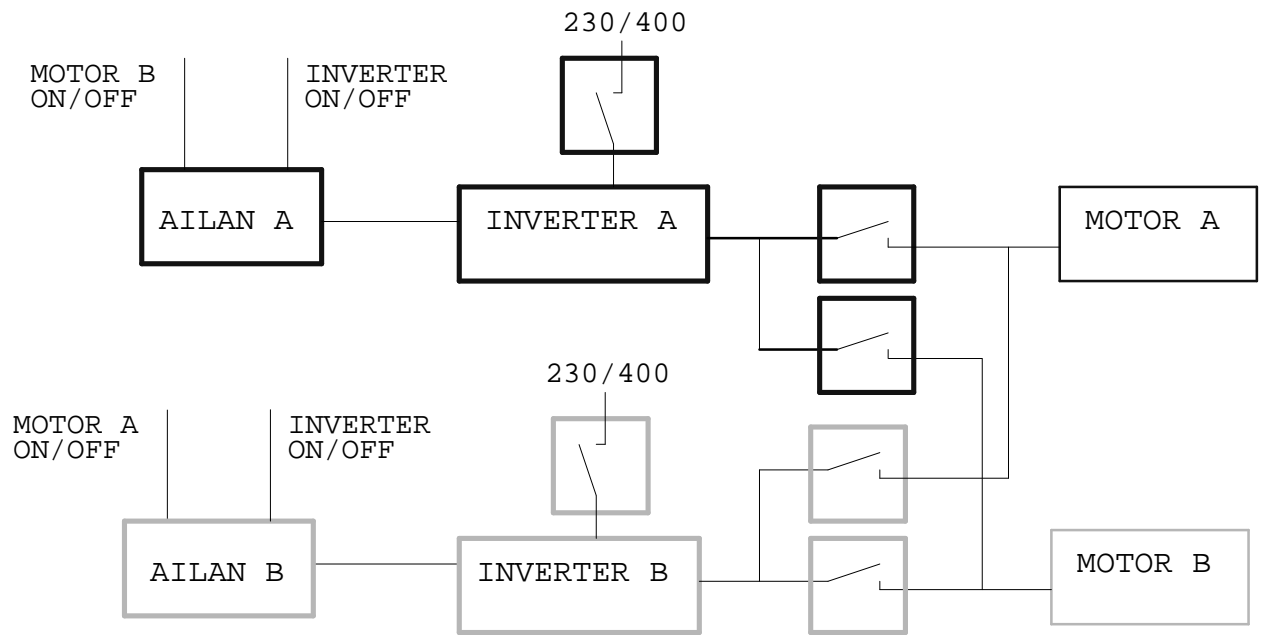 230/400
MOTOR B
ON/OFF
INVERTER
ON/OFF
AILAN A
INVERTER A
MOTOR A
230/400
MOTOR A
ON/OFF
INVERTER
ON/OFF
AILAN B
INVERTER B
MOTOR B